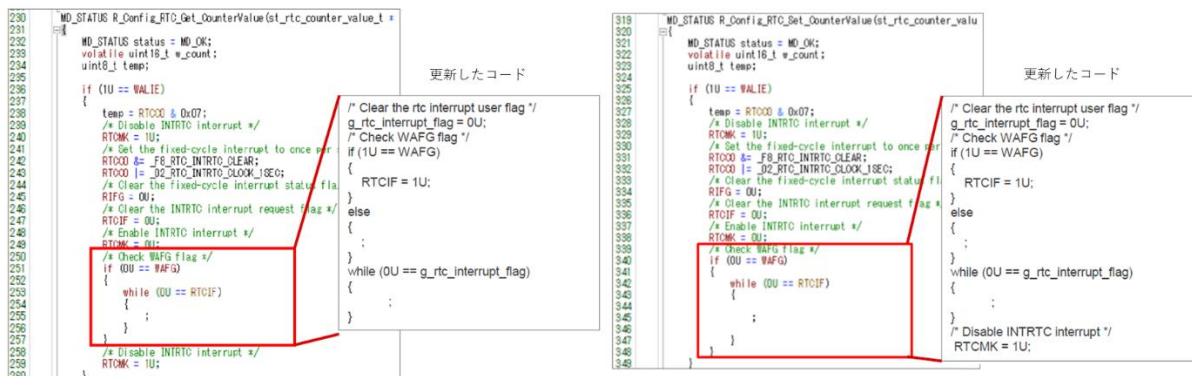 230 MD_STATUS R_Config_RTC_Get_CounterValue(st_rtc_counter_value_t *
231 {
232 MD_STATUS status = MD_OK;
233 volatile uint16_t w_count;
234 uint8_t temp;
235
236 if (1U == WALIE)
237 {
238 temp = RTCC0 & 0x07;
239 /* Disable INTRTC interrupt */
240 RTCMK = 1U;
241 /* Set the fixed-cycle interrupt to once per
242 RTCC0 &= _F8_RTC_INTRTC_CLEAR;
243 RTCC0 |= _02_RTC_INTRTC_CLOCK_1SEC;
244 /* Clear the fixed-cycle interrupt status fla
245 RIFG = 0U;
246 /* Clear the INTRTC interrupt request flag */
247 RTCIF = 0U;
248 /* Enable INTRTC interrupt */
249 RTCMK = 0U;
250 /* Check WAFG flag */
251 if (0U == WAFG)
252 {
253 while (0U == RTCIF)
254 {
255 ;
256 }
257 }
258 /* Disable INTRTC interrupt */
259 RTCMK = 1U;
260 }
更新したコード
/* Clear the rtc interrupt user flag */
g_rtc_interrupt_flag = 0U;
/* Check WAFG flag */
if (1U == WAFG)
{
RTCIF = 1U;
}
else
{
;
}
while (0U == g_rtc_interrupt_flag)
{
;
}
319 MD_STATUS R_Config_RTC_Set_CounterValue(st_rtc_counter_valu
320 {
321 MD_STATUS status = MD_OK;
322 volatile uint16_t w_count;
323 uint8_t temp;
324
325 if (1U == WALIE)
326 {
327 temp = RTCC0 & 0x07;
328 /* Disable INTRTC interrupt */
329 RTCMK = 1U;
330 /* Set the fixed-cycle interrupt to once per
331 RTCC0 &= _F8_RTC_INTRTC_CLEAR;
332 RTCC0 |= _02_RTC_INTRTC_CLOCK_1SEC;
333 /* Clear the fixed-cycle interrupt status fl
334 RIFG = 0U;
335 /* Clear the INTRTC interrupt request flag */
336 RTCIF = 0U;
337 /* Enable INTRTC interrupt */
338 RTCMK = 0U;
339 /* Check WAFG flag */
340 if (0U == WAFG)
341 {
342 while (0U == RTCIF)
343 {
344
345 ;
346
347 }
348 }
349 }
更新したコード
/* Clear the rtc interrupt user flag */
g_rtc_interrupt_flag = 0U;
/* Check WAFG flag */
if (1U == WAFG)
{
RTCIF = 1U;
}
else
{
;
}
while (0U == g_rtc_interrupt_flag)
{
;
}
/* Disable INTRTC interrupt */
RTCMK = 1U;